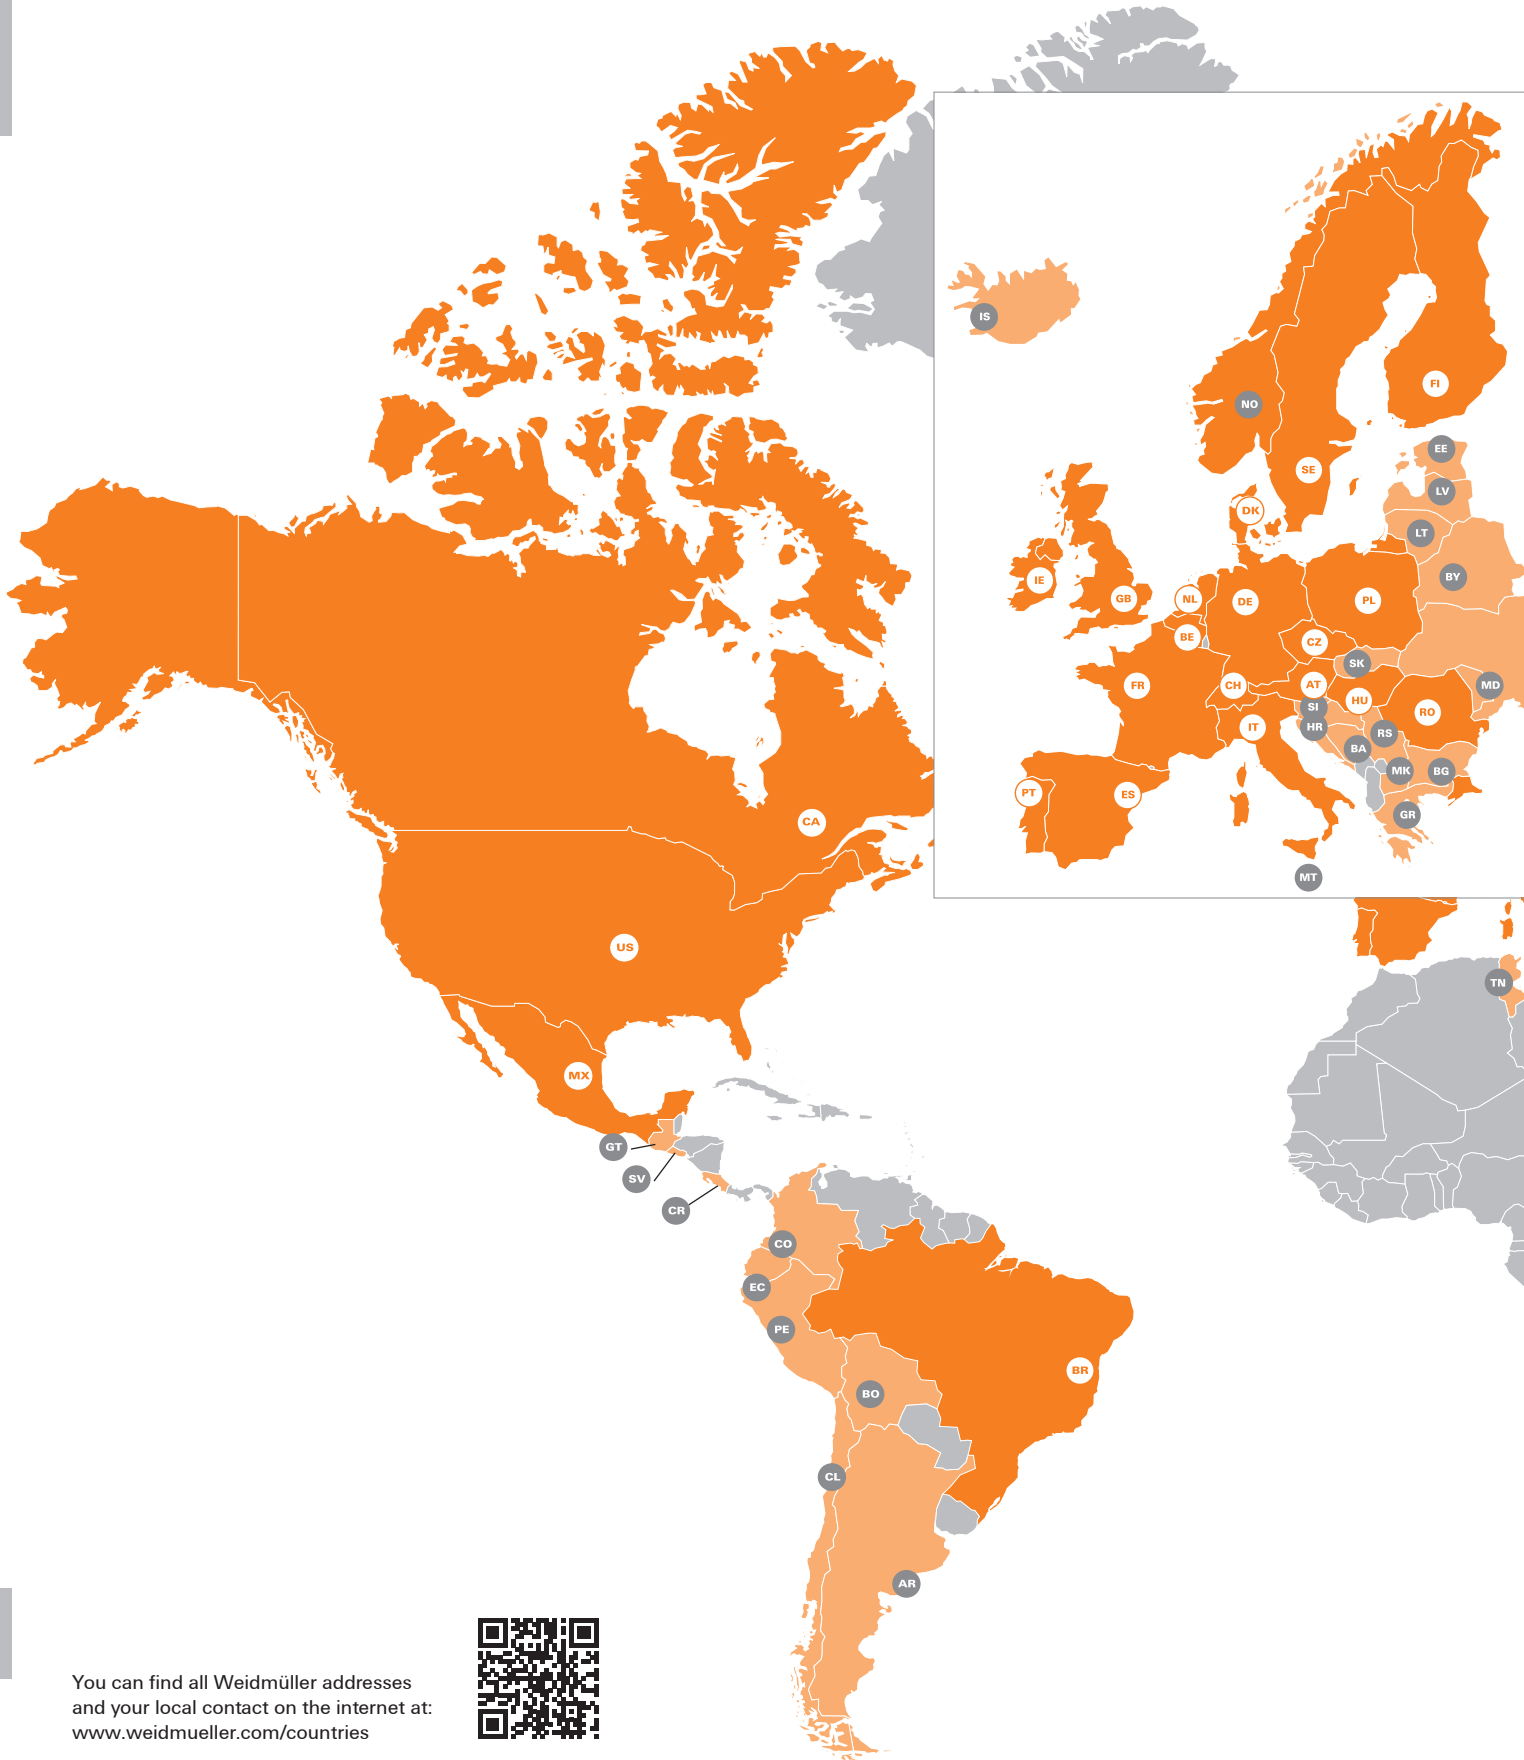 IS
FI
NO
EE
SE
LV
DK
LT
BY
IE
GB
NL
DE
PL
BE
CZ
SK
FR
CH
AT
MD
SI
HU
RO
HR
IT
RS
BA
MK
BG
PT
ES
GR
MT
CA
US
TN
MX
GT
SV
CR
CO
EC
PE
BR
BO
CL
AR
You can find all Weidmüller addresses
and your local contact on the internet at:
www.weidmueller.com/countries